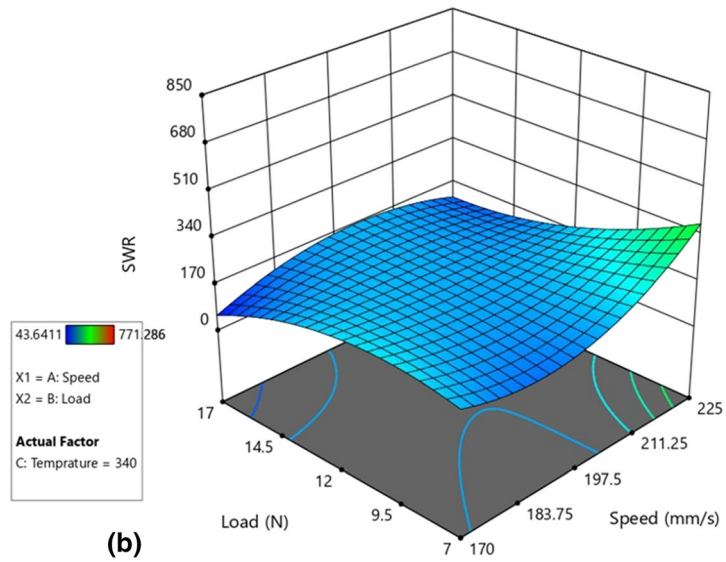 850
680
510
340
170
0
SWR
43.6411 771.286
X1 = A: Speed
X2 = B: Load
Actual Factor
C: Temprature = 340
17
14.5
12
9.5
7
Load (N)
170
183.75
197.5
211.25
225
Speed (mm/s)
(b)